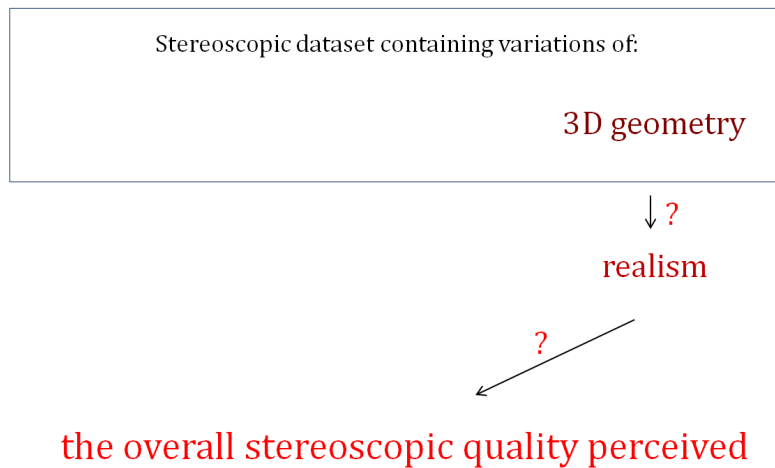 Stereoscopic dataset containing variations of:
3D geometry
?
realism
?
the overall stereoscopic quality perceived